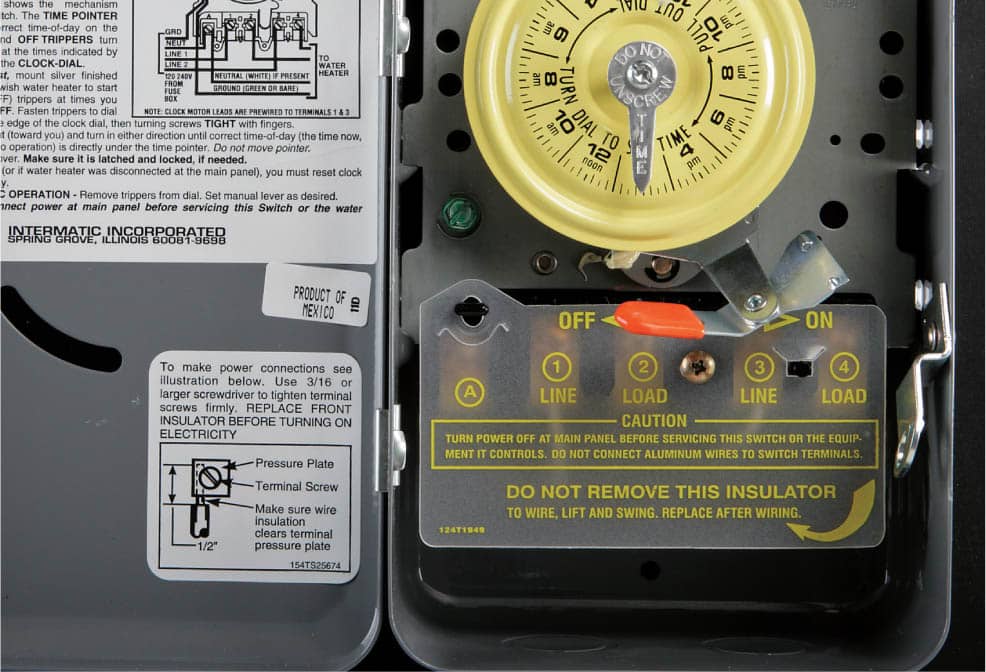 shows the mechanism
tch. The TIME POINTER
rrect time-of-day on the
nd OFF TRIPPERS turn
at the times indicated by
the CLOCK-DIAL.
st, mount silver finished
wish water heater to start
FF) trippers at times you
FF. Fasten trippers to dial
e edge of the clock dial, then turning screws TIGHT with fingers.
t (toward you) and turn in either direction until correct time-of-day (the time now,
o operation) is directly under the time pointer. Do not move pointer.
ver. Make sure it is latched and locked, if needed.
(or if water heater was disconnected at the main panel), you must reset clock
y.
C OPERATION - Remove trippers from dial. Set manual lever as desired.
nnect power at main panel before servicing this Switch or the water
INTERMATIC INCORPORATED
SPRING GROVE, ILLINOIS 60081-9698
GRD
NEUT
LINE 1
LINE 2
120 240V
FROM
FUSE
BOX
TO
WATER
HEATER
NEUTRAL (WHITE) IF PRESENT
GROUND (GREEN OR BARE)
NOTE: CLOCK MOTOR LEADS ARE PREWIRED TO TERMINALS 1 & 3
PRODUCT OF
MEXICO
To make power connections see
illustration below. Use 3/16 or
larger screwdriver to tighten terminal
screws firmly. REPLACE FRONT
INSULATOR BEFORE TURNING ON
ELECTRICITY
Pressure Plate
Terminal Screw
Make sure wire
insulation
clears terminal
pressure plate
1/2"
154TS25674
PULL OUT DIAL
TURN DIAL TO S TIME
DO NOT
UNSCREW
TIME
6 am
8 am
10 am
12 noon
4 pm
6 pm
8 pm
10
OFF
ON
A
1
LINE
2
LOAD
3
LINE
4
LOAD
CAUTION
TURN POWER OFF AT MAIN PANEL BEFORE SERVICING THIS SWITCH OR THE EQUIP-
MENT IT CONTROLS. DO NOT CONNECT ALUMINUM WIRES TO SWITCH TERMINALS.
DO NOT REMOVE THIS INSULATOR
TO WIRE, LIFT AND SWING. REPLACE AFTER WIRING.
124T1949